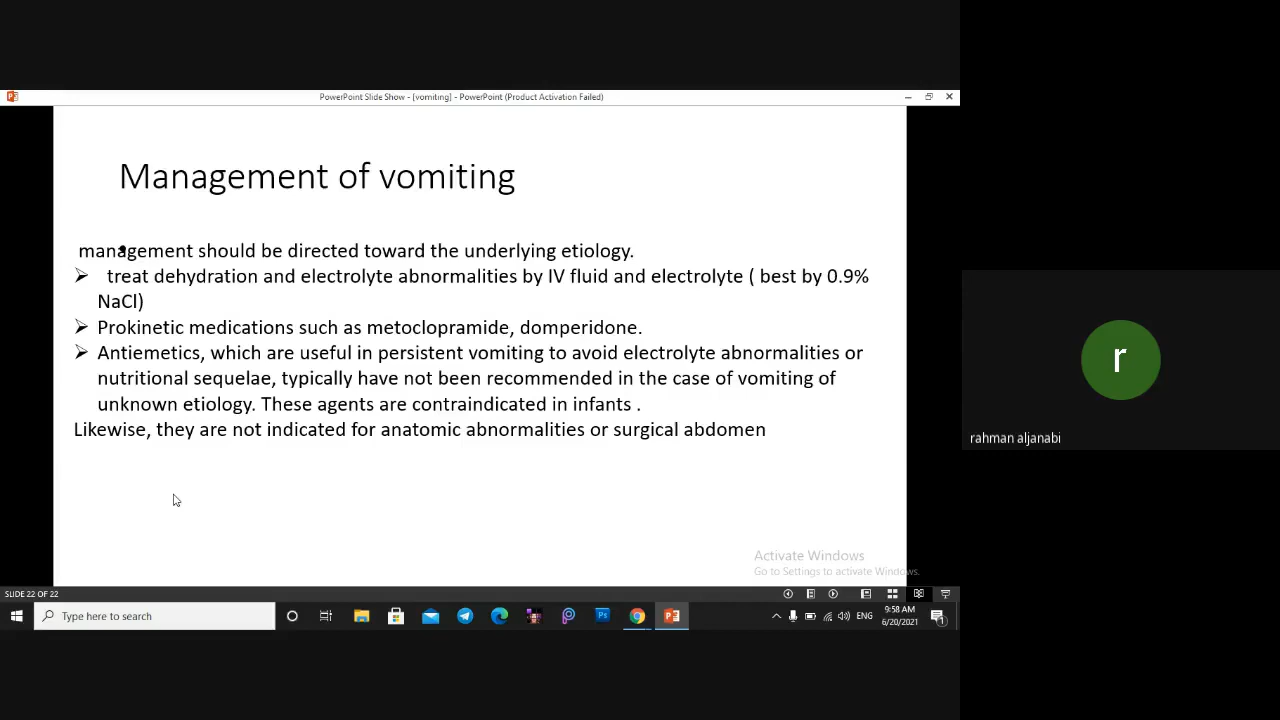 PowerPoint Slide Show - [vomiting] - PowerPoint (Product Activation Failed)
Management of vomiting
• management should be directed toward the underlying etiology.
➢ treat dehydration and electrolyte abnormalities by IV fluid and electrolyte ( best by 0.9%
NaCl)
➢ Prokinetic medications such as metoclopramide, domperidone.
➢ Antiemetics, which are useful in persistent vomiting to avoid electrolyte abnormalities or
nutritional sequelae, typically have not been recommended in the case of vomiting of
unknown etiology. These agents are contraindicated in infants .
Likewise, they are not indicated for anatomic abnormalities or surgical abdomen
r
rahman aljanabi
Activate Windows
Go to Settings to activate Windows.
SLIDE 22 OF 22
Type here to search
Ps
ENG
9:58 AM
6/20/2021
1